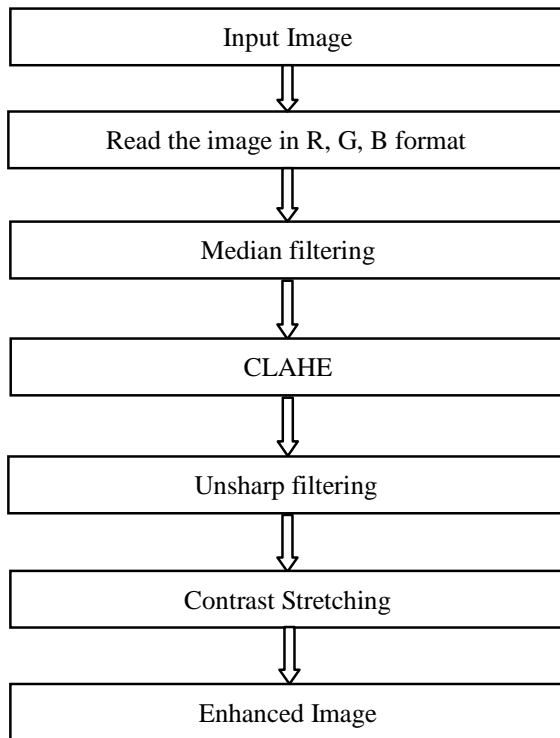 Input Image
Read the image in R, G, B format
Median filtering
CLAHE
Unsharp filtering
Contrast Stretching
Enhanced Image